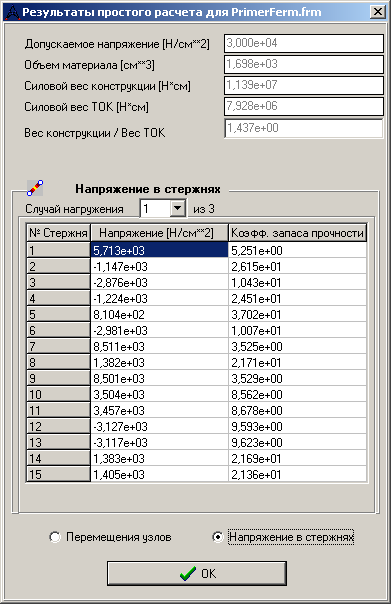 Результаты простого расчета для PrimerFerm.frm
Допускаемое напряжение [Н/см**2] 3,000e+04
Объем материала [см**3] 1,698e+03
Силовой вес конструкции [Н*см] 1,139e+07
Силовой вес ТОК [Н*см] 7,928e+06
Вес конструкции / Вес ТОК 1,437e+00
Напряжение в стержнях
Случай нагружения 1 из 3
№ Стержня Напряжение [Н/см**2] Коэфф. запаса прочности
1 5,713e+03 5,251e+00
2 -1,147e+03 2,615e+01
3 -2,876e+03 1,043e+01
4 -1,224e+03 2,451e+01
5 8,104e+02 3,702e+01
6 -2,981e+03 1,007e+01
7 8,511e+03 3,525e+00
8 1,382e+03 2,171e+01
9 8,501e+03 3,529e+00
10 3,504e+03 8,562e+00
11 3,457e+03 8,678e+00
12 -3,127e+03 9,593e+00
13 -3,117e+03 9,623e+00
14 1,383e+03 2,169e+01
15 1,405e+03 2,136e+01
Перемещения узлов Напряжение в стержнях
OK